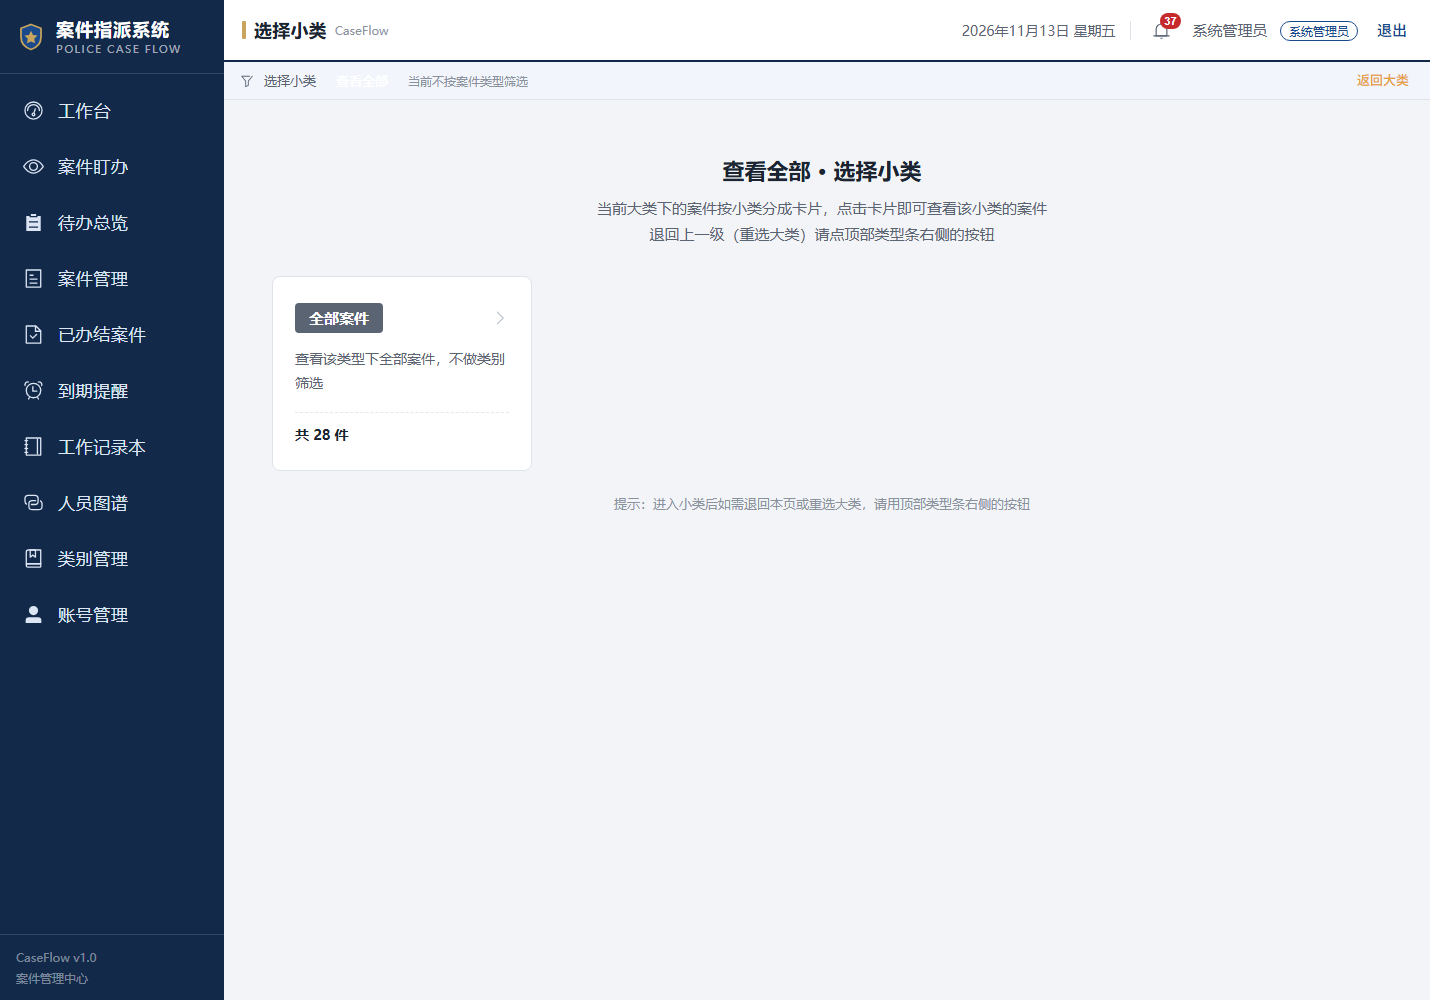 案件指派系统
POLICE CASE FLOW
工作台
案件盯办
待办总览
案件管理
已办结案件
到期提醒
工作记录本
人员图谱
类别管理
账号管理
CaseFlow v1.0
案件管理中心
选择小类 CaseFlow
2026年11月13日 星期五 37 系统管理员 系统管理员 退出
选择小类 查看全部 当前不按案件类型筛选 返回大类
查看全部 · 选择小类
当前大类下的案件按小类分成卡片，点击卡片即可查看该小类的案件
退回上一级（重选大类）请点顶部类型条右侧的按钮
全部案件
查看该类型下全部案件，不做类别
筛选
共 28 件
提示：进入小类后如需退回本页或重选大类，请用顶部类型条右侧的按钮